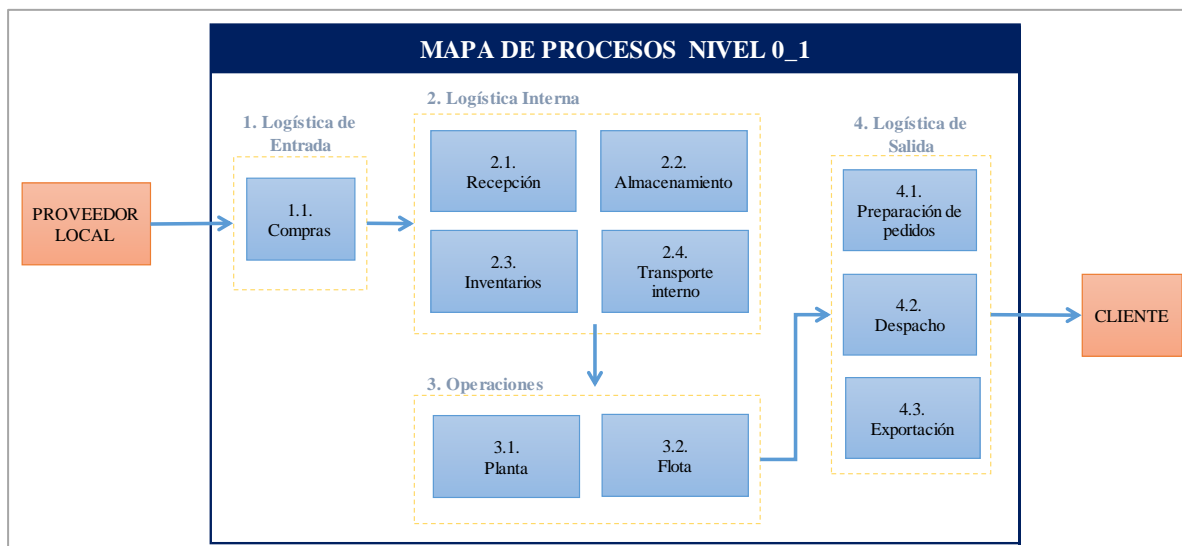 MAPA DE PROCESOS NIVEL 0_1
PROVEEDOR
LOCAL
1. Logística de
Entrada
1.1.
Compras
2. Logística Interna
2.1.
Recepción
2.2.
Almacenamiento
2.3.
Inventarios
2.4.
Transporte
interno
3. Operaciones
3.1.
Planta
3.2.
Flota
4. Logística de
Salida
4.1.
Preparación de
pedidos
4.2.
Despacho
4.3.
Exportación
CLIENTE